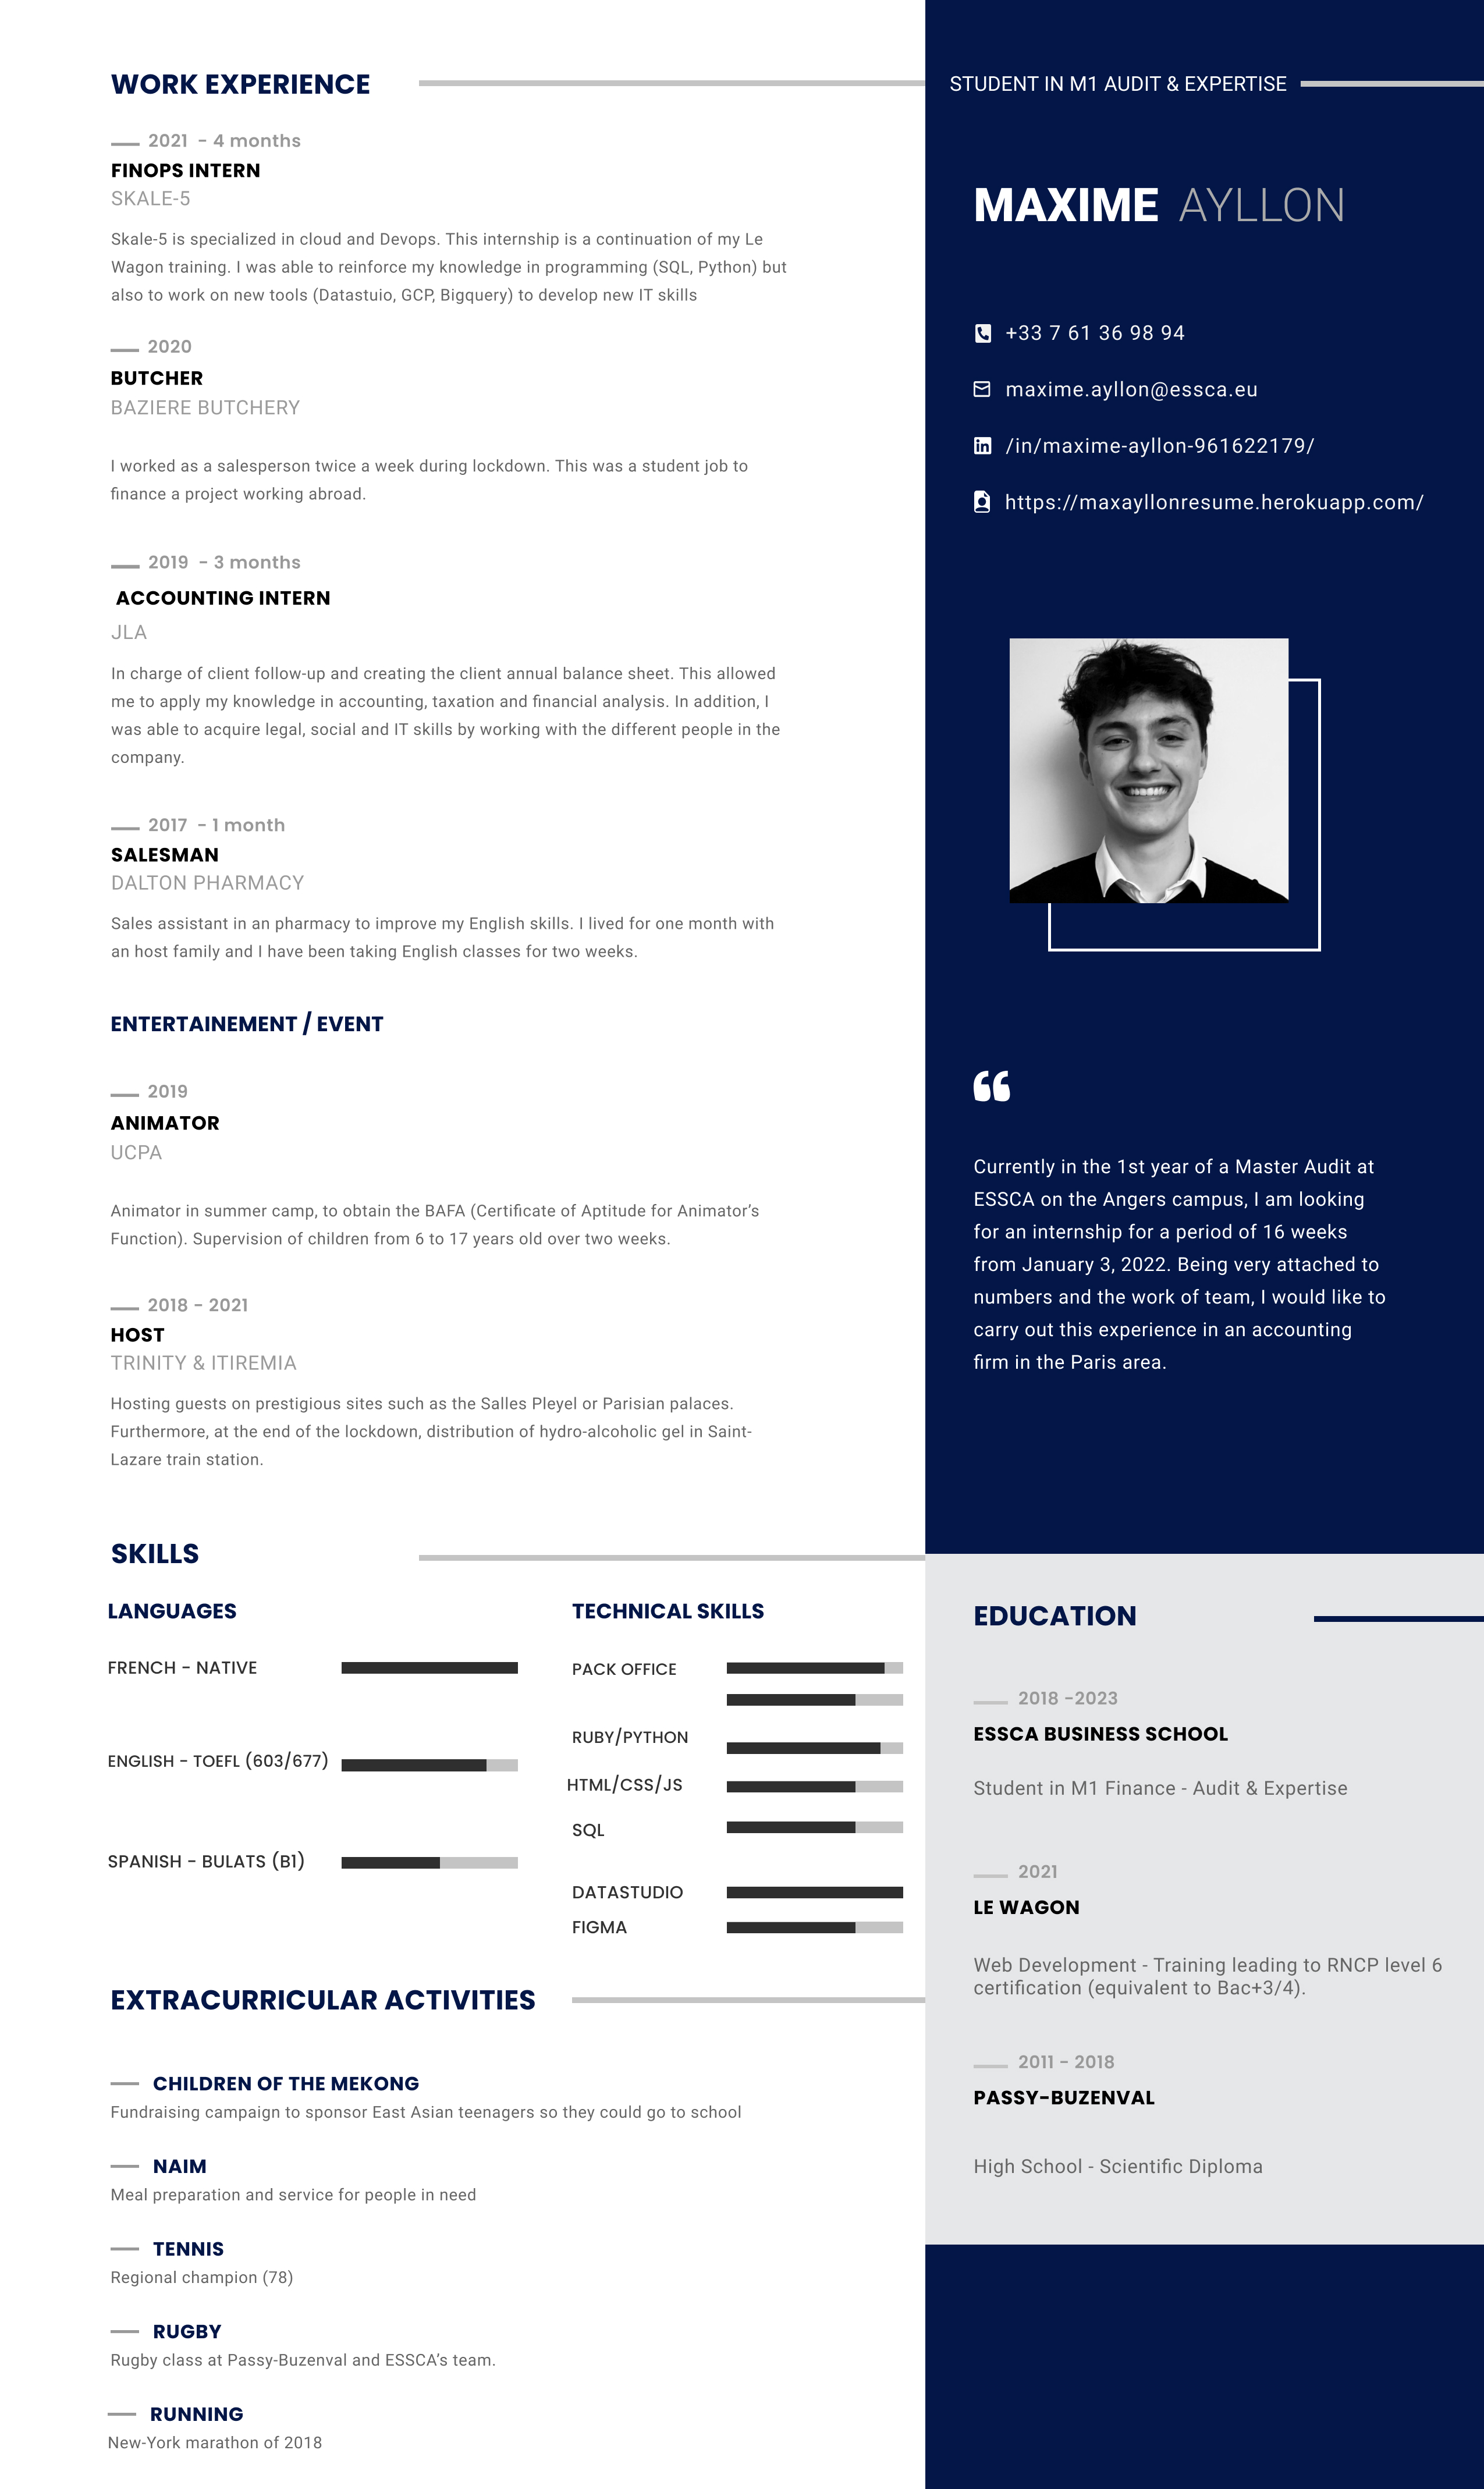 WORK EXPERIENCE
2021 - 4 months
FINOPS INTERN
SKALE-5
Skale-5 is specialized in cloud and Devops. This internship is a continuation of my Le
Wagon training. I was able to reinforce my knowledge in programming (SQL, Python) but
also to work on new tools (Datastuio, GCP, Bigquery) to develop new IT skills
2020
BUTCHER
BAZIERE BUTCHERY
I worked as a salesperson twice a week during lockdown. This was a student job to
finance a project working abroad.
2019 - 3 months
ACCOUNTING INTERN
JLA
In charge of client follow-up and creating the client annual balance sheet. This allowed
me to apply my knowledge in accounting, taxation and financial analysis. In addition, I
was able to acquire legal, social and IT skills by working with the different people in the
company.
2017 - 1 month
SALESMAN
DALTON PHARMACY
Sales assistant in an pharmacy to improve my English skills. I lived for one month with
an host family and I have been taking English classes for two weeks.
ENTERTAINEMENT / EVENT
2019
ANIMATOR
UCPA
Animator in summer camp, to obtain the BAFA (Certificate of Aptitude for Animator’s
Function). Supervision of children from 6 to 17 years old over two weeks.
2018 - 2021
HOST
TRINITY & ITIREMIA
Hosting guests on prestigious sites such as the Salles Pleyel or Parisian palaces.
Furthermore, at the end of the lockdown, distribution of hydro-alcoholic gel in Saint-
Lazare train station.
SKILLS
LANGUAGES
FRENCH - NATIVE
ENGLISH - TOEFL (603/677)
SPANISH - BULATS (B1)
TECHNICAL SKILLS
PACK OFFICE
RUBY/PYTHON
HTML/CSS/JS
SQL
DATASTUDIO
FIGMA
EXTRACURRICULAR ACTIVITIES
CHILDREN OF THE MEKONG
Fundraising campaign to sponsor East Asian teenagers so they could go to school
NAIM
Meal preparation and service for people in need
TENNIS
Regional champion (78)
RUGBY
Rugby class at Passy-Buzenval and ESSCA’s team.
RUNNING
New-York marathon of 2018
STUDENT IN M1 AUDIT & EXPERTISE
MAXIME AYLLON
+33 7 61 36 98 94
maxime.ayllon@essca.eu
/in/maxime-ayllon-961622179/
https://maxayllonresume.herokuapp.com/
“
Currently in the 1st year of a Master Audit at
ESSCA on the Angers campus, I am looking
for an internship for a period of 16 weeks
from January 3, 2022. Being very attached to
numbers and the work of team, I would like to
carry out this experience in an accounting
firm in the Paris area.
EDUCATION
2018 -2023
ESSCA BUSINESS SCHOOL
Student in M1 Finance - Audit & Expertise
2021
LE WAGON
Web Development - Training leading to RNCP level 6
certification (equivalent to Bac+3/4).
2011 - 2018
PASSY-BUZENVAL
High School - Scientific Diploma